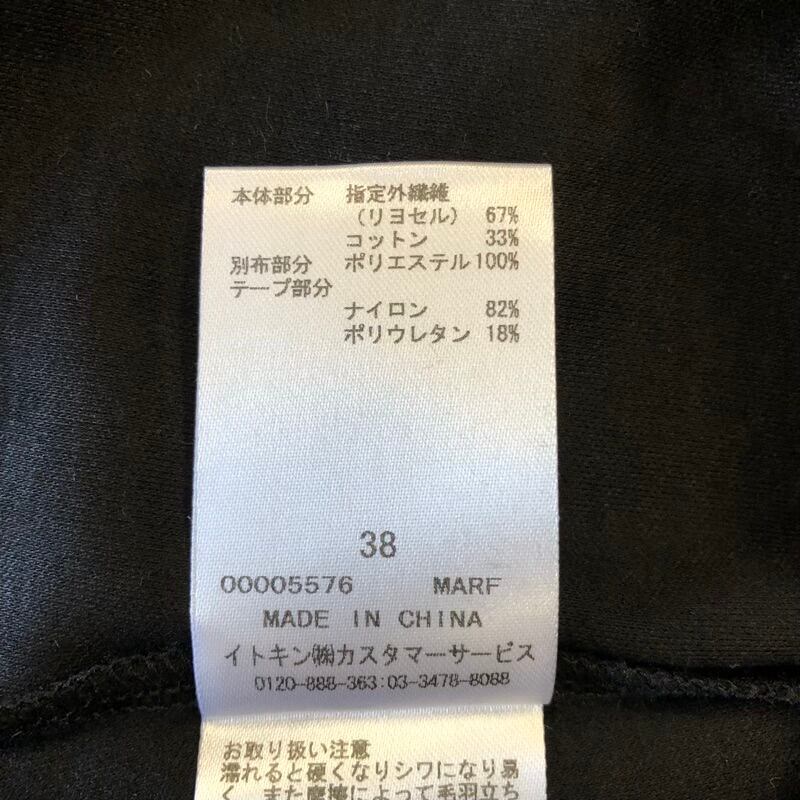 本体部分 指定外繊維
(リヨセル) 67%
コットン 33%
別布部分 ポリエステル100%
テープ部分
ナイロン 82%
ポリウレタン 18%
38
00005576 MARF
MADE IN CHINA
イトキン㈱カスタマーサービス
0120-888-363:03-3478-8088
お取り扱い注意
濡れると硬くなりシワになり易
く、また摩擦によって毛羽立ち